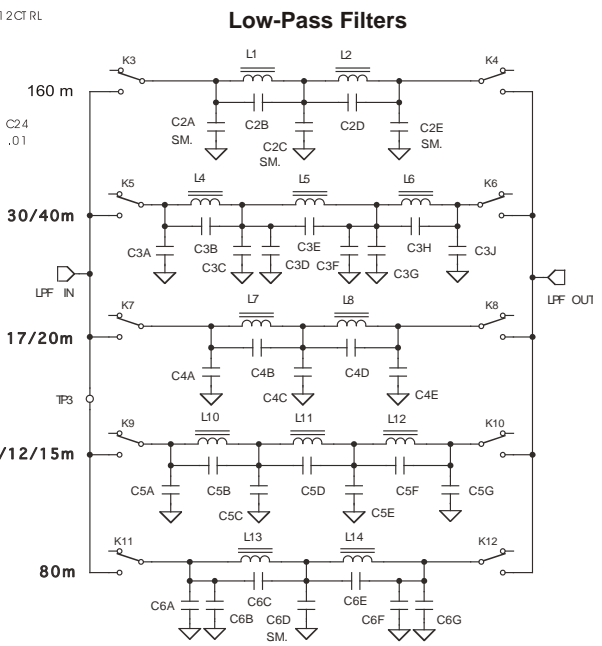 12CTRL
Low-Pass Filters
K3
L1
L2
K4
160 m
C24
.01
C2A
SM.
C2B
C2C
SM.
C2D
C2E
SM.
K5
L4
L5
L6
K6
30/40m
C3A
C3B
C3C
C3D
C3E
C3F
C3G
C3H
C3J
LPF IN
LPF OUT
K7
L7
L8
K8
17/20m
C4A
C4B
C4C
C4D
C4E
TP3
K9
L10
L11
L12
K10
/12/15m
C5A
C5B
C5C
C5D
C5E
C5F
C5G
K11
L13
L14
K12
80m
C6A
C6B
C6C
C6D
SM.
C6E
C6F
C6G